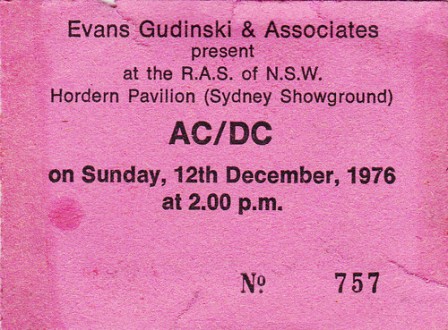 Evans Gudinski & Associates
present
at the R.A.S. of N.S.W.
Hordern Pavilion (Sydney Showground)
AC/DC
on Sunday, 12th December, 1976
at 2.00 p.m.
Nº 757